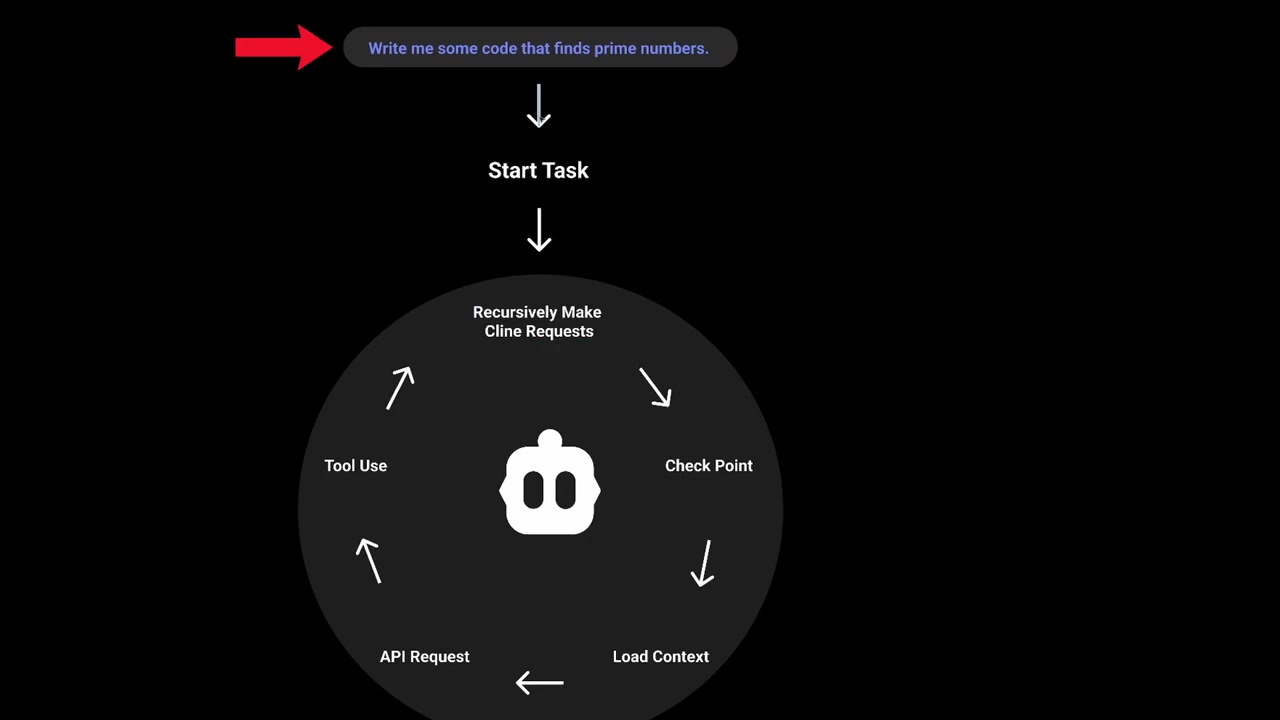 Write me some code that finds prime numbers.
Start Task
Recursively Make
Cline Requests
Tool Use
Check Point
API Request
Load Context